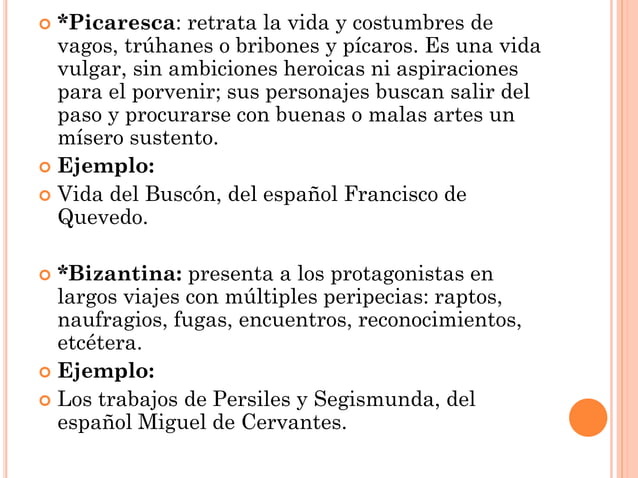 *Picaresca: retrata la vida y costumbres de
vagos, trúhanes o bribones y pícaros. Es una vida
vulgar, sin ambiciones heroicas ni aspiraciones
para el porvenir; sus personajes buscan salir del
paso y procurarse con buenas o malas artes un
mísero sustento.
Ejemplo:
Vida del Buscón, del español Francisco de
Quevedo.
*Bizantina: presenta a los protagonistas en
largos viajes con múltiples peripecias: raptos,
naufragios, fugas, encuentros, reconocimientos,
etcétera.
Ejemplo:
Los trabajos de Persiles y Segismunda, del
español Miguel de Cervantes.